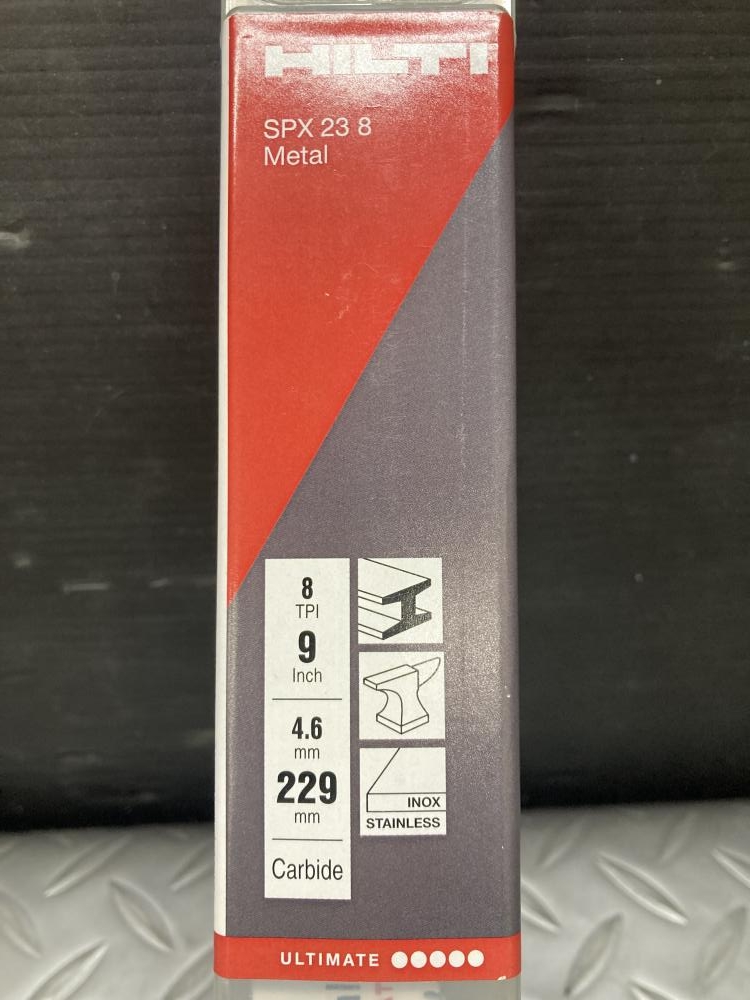 HILTI
SPX 23 8
Metal
8
TPI
9
Inch
4.6
mm
229
mm
Carbide
INOX
STAINLESS
ULTIMATE